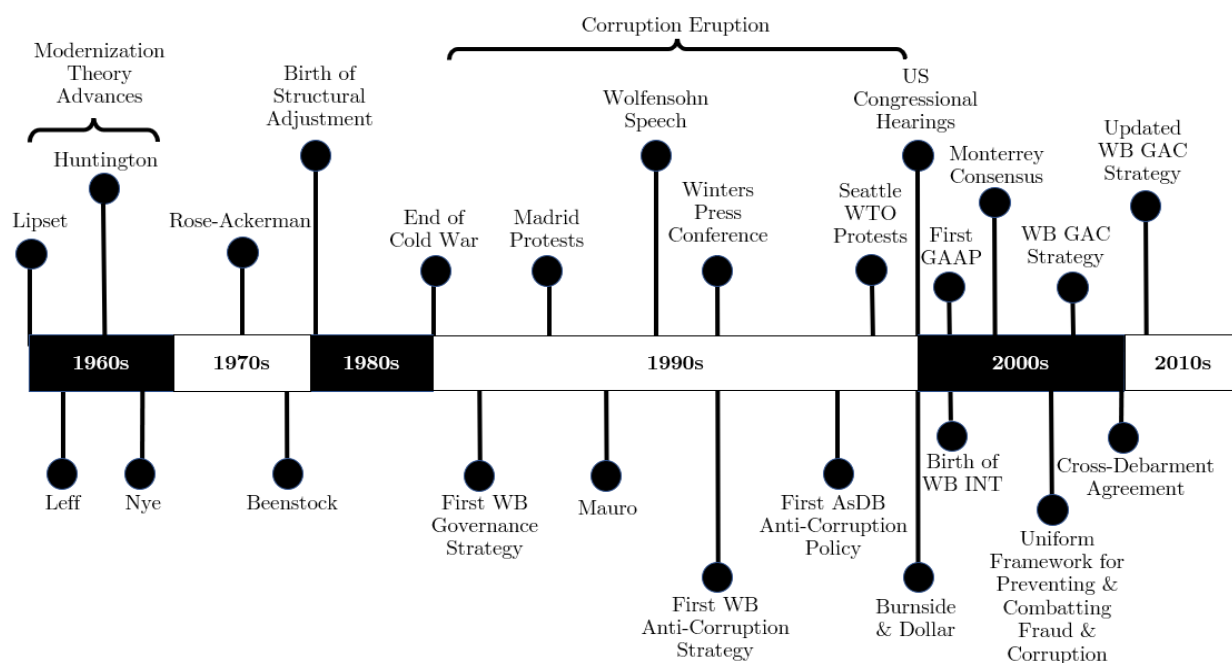 Corruption Eruption
Modernization
Theory
Advances
Birth of
Structural
Adjustment
Wolfensohn
Speech
US
Congressional
Hearings
Updated
WB GAC
Strategy
Huntington
Monterrey
Consensus
Lipset
Rose-Ackerman
End of
Cold War
Madrid
Protests
Winters
Press
Conference
Seattle
WTO
Protests
First
GAAP
WB GAC
Strategy
1960s
1970s
1980s
1990s
2000s
2010s
Leff
Nye
Beenstock
First WB
Governance
Strategy
Mauro
First AsDB
Anti-Corruption
Policy
Birth of
WB INT
Cross-Debarment
Agreement
First WB
Anti-Corruption
Strategy
Burnside
& Dollar
Uniform
Framework for
Preventing &
Combatting
Fraud &
Corruption